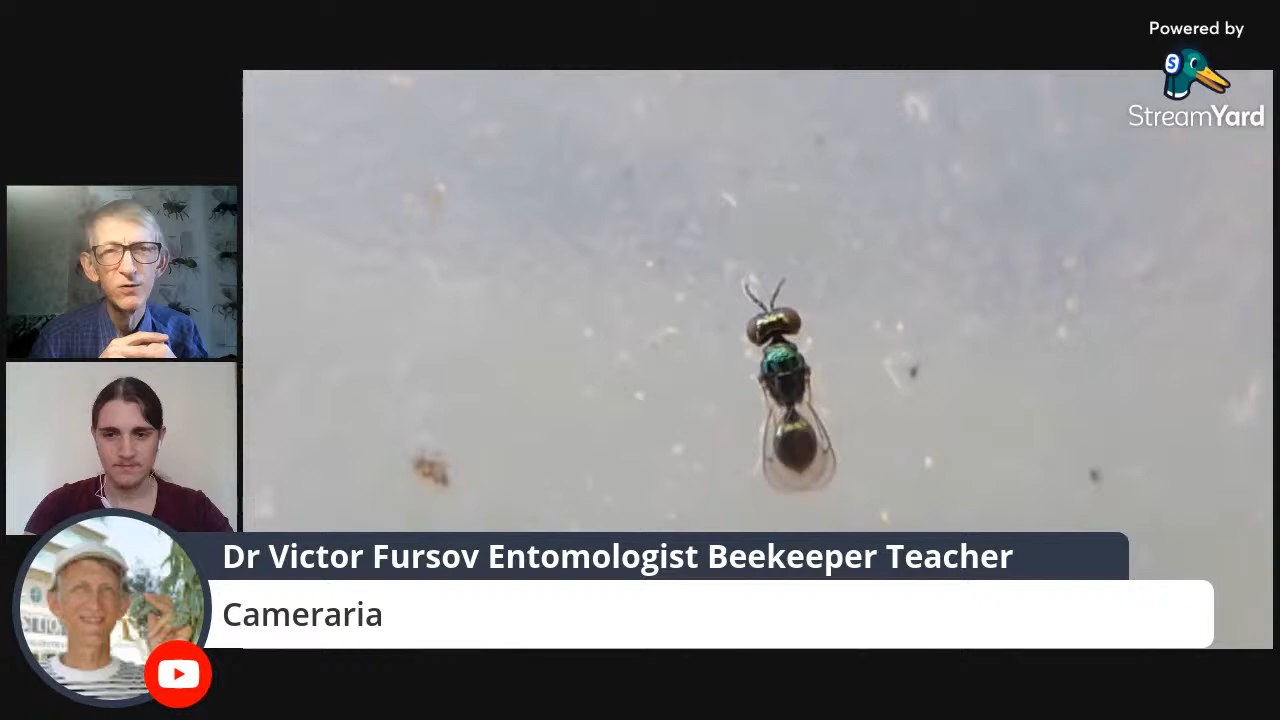 Powered by
StreamYard
Dr Victor Fursov Entomologist Beekeeper Teacher
Cameraria